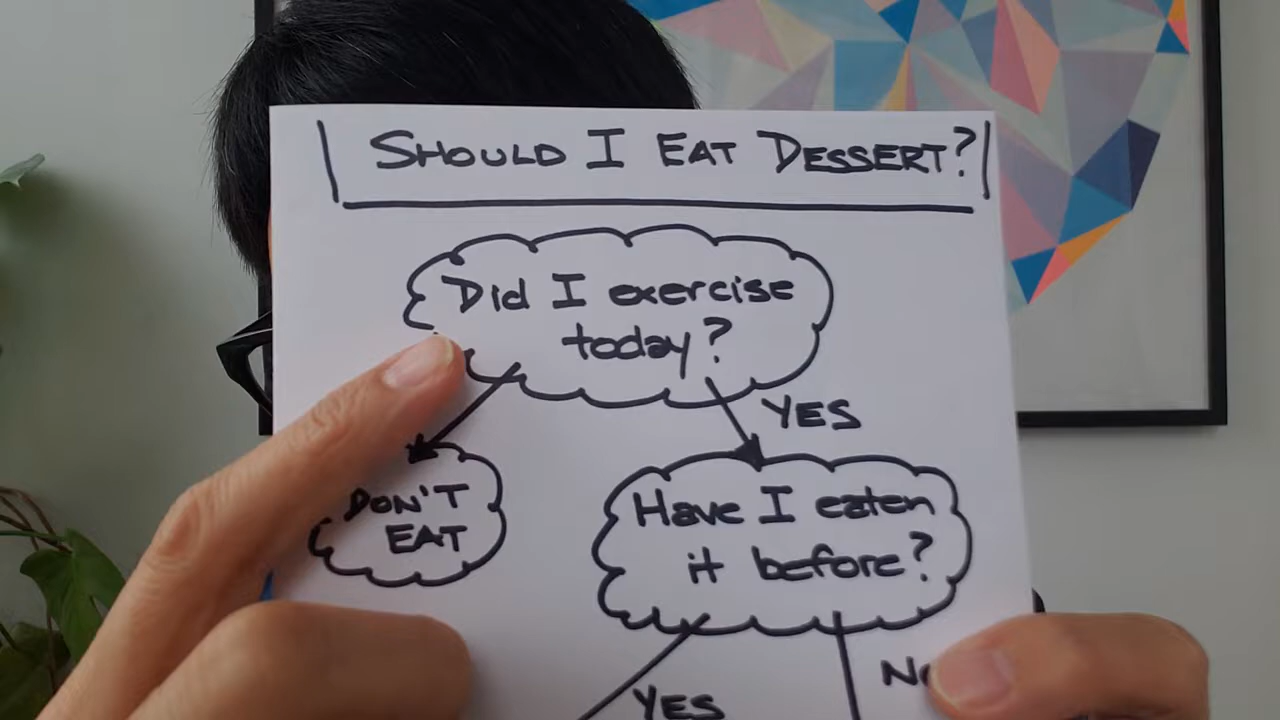 SHOULD I EAT DESSERT?
Did I exercise
today?
YES
DON'T
EAT
Have I eaten
it before?
YES